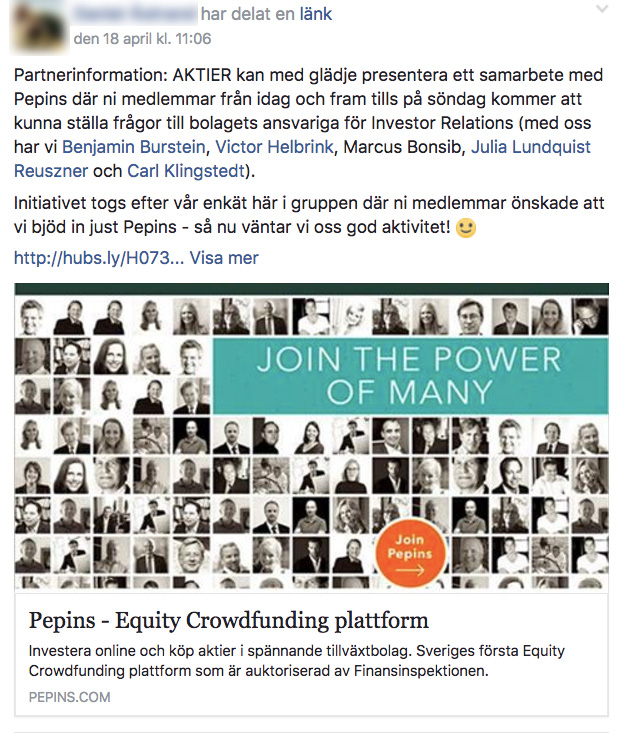 har delat en länk
den 18 april kl. 11:06
Partnerinformation: AKTIER kan med glädje presentera ett samarbete med
Pepins där ni medlemmar från idag och fram tills på söndag kommer att
kunna ställa frågor till bolagets ansvariga för Investor Relations (med oss
har vi Benjamin Burstein, Victor Helbrink, Marcus Bonsib, Julia Lundquist
Reuszner och Carl Klingstedt).
Initiativet togs efter vår enkät här i gruppen där ni medlemmar önskade att
vi bjöd in just Pepins - så nu väntar vi oss god aktivitet! 🙂
http://hubs.ly/H073... Visa mer
JOIN THE POWER
OF MANY
Join
Pepins
Pepins - Equity Crowdfunding plattform
Investera online och köp aktier i spännande tillväxtbolag. Sveriges första Equity
Crowdfunding plattform som är auktoriserad av Finansinspektionen.
PEPINS.COM